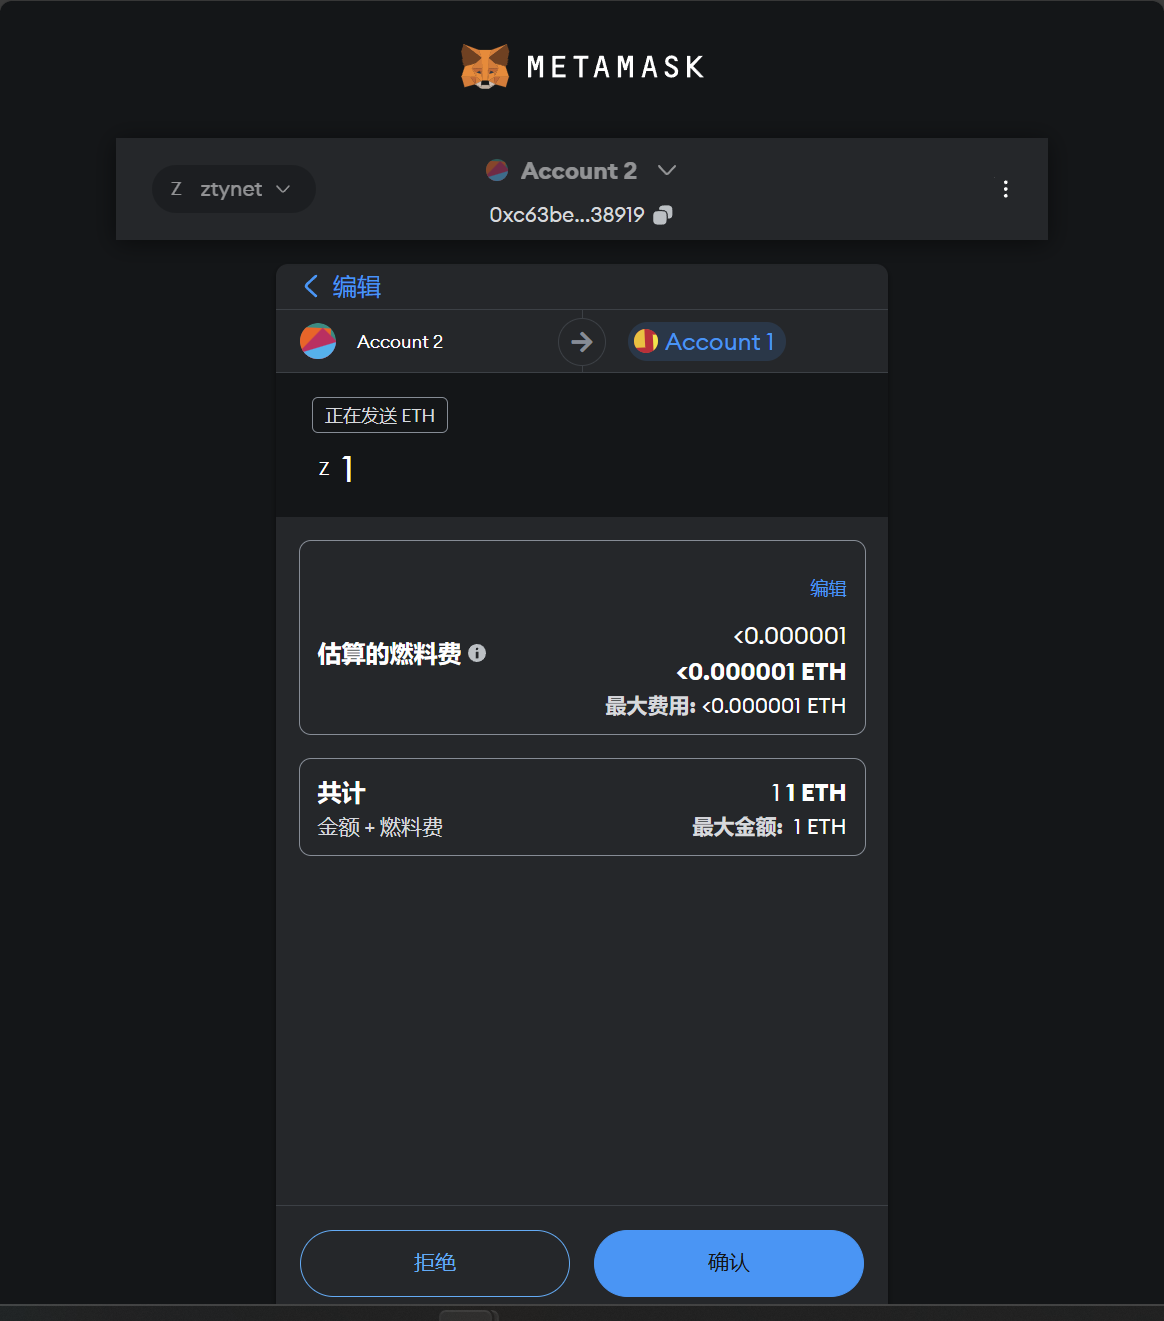 METAMASK
Z ztynet
Account 2
0xc63be...38919
编辑
Account 2
Account 1
正在发送 ETH
Z 1
编辑
<0.000001
估算的燃料费
<0.000001 ETH
最大费用: <0.000001 ETH
共计 1 1 ETH
金额 + 燃料费 最大金额: 1 ETH
拒绝
确认